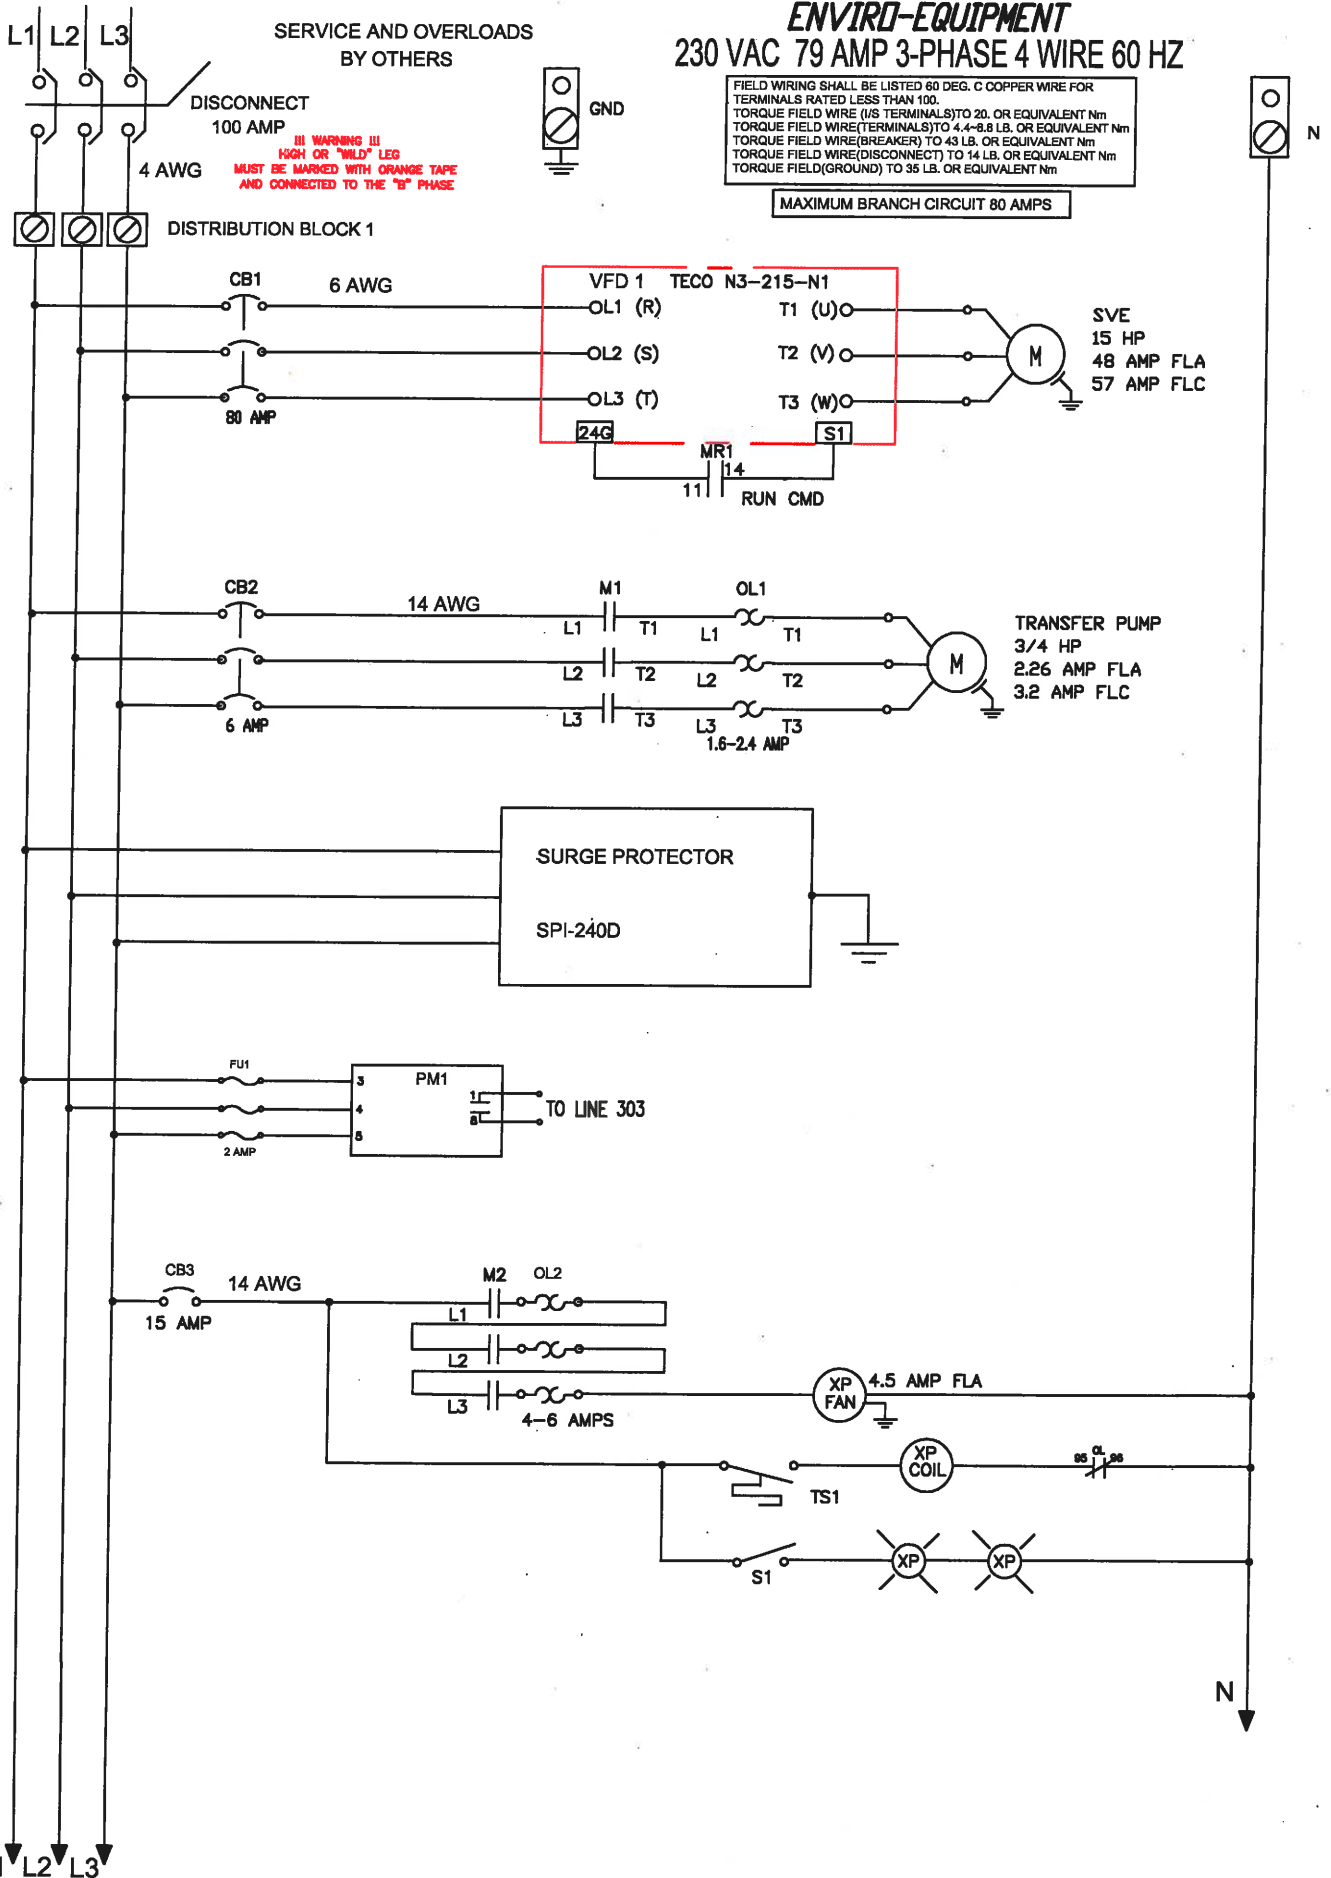 ENVIRO-EQUIPMENT
230 VAC 79 AMP 3-PHASE 4 WIRE 60 HZ
L1 L2 L3
SERVICE AND OVERLOADS
BY OTHERS
GND
N
DISCONNECT
100 AMP
!!! WARNING !!!
HIGH OR "WILD" LEG
MUST BE MARKED WITH ORANGE TAPE
AND CONNECTED TO THE "B" PHASE
4 AWG
FIELD WIRING SHALL BE LISTED 60 DEG. C COPPER WIRE FOR
TERMINALS RATED LESS THAN 100.
TORQUE FIELD WIRE (I/S TERMINALS)TO 20. OR EQUIVALENT Nm
TORQUE FIELD WIRE(TERMINALS)TO 4.4-8.8 LB. OR EQUIVALENT Nm
TORQUE FIELD WIRE(BREAKER) TO 43 LB. OR EQUIVALENT Nm
TORQUE FIELD WIRE(DISCONNECT) TO 14 LB. OR EQUIVALENT Nm
TORQUE FIELD(GROUND) TO 35 LB. OR EQUIVALENT Nm
MAXIMUM BRANCH CIRCUIT 80 AMPS
DISTRIBUTION BLOCK 1
CB1
6 AWG
80 AMP
VFD 1 TECO N3-215-N1
L1 (R)
T1 (U)
L2 (S)
T2 (V)
L3 (T)
T3 (W)
24G
S1
MR1
14
11
RUN CMD
M
SVE
15 HP
48 AMP FLA
57 AMP FLC
CB2
14 AWG
M1
OL1
L1 T1 L1 T1
L2 T2 L2 T2
L3 T3 L3 T3
6 AMP
1.6-2.4 AMP
M
TRANSFER PUMP
3/4 HP
2.26 AMP FLA
3.2 AMP FLC
SURGE PROTECTOR
SPI-240D
FU1
2 AMP
3
4
5
PM1
1
8
TO LINE 303
CB3
14 AWG
15 AMP
M2
OL2
L1
L2
L3
4-6 AMPS
XP
FAN
4.5 AMP FLA
TS1
XP
COIL
95 OL 96
S1
XP
XP
N
L2 L3